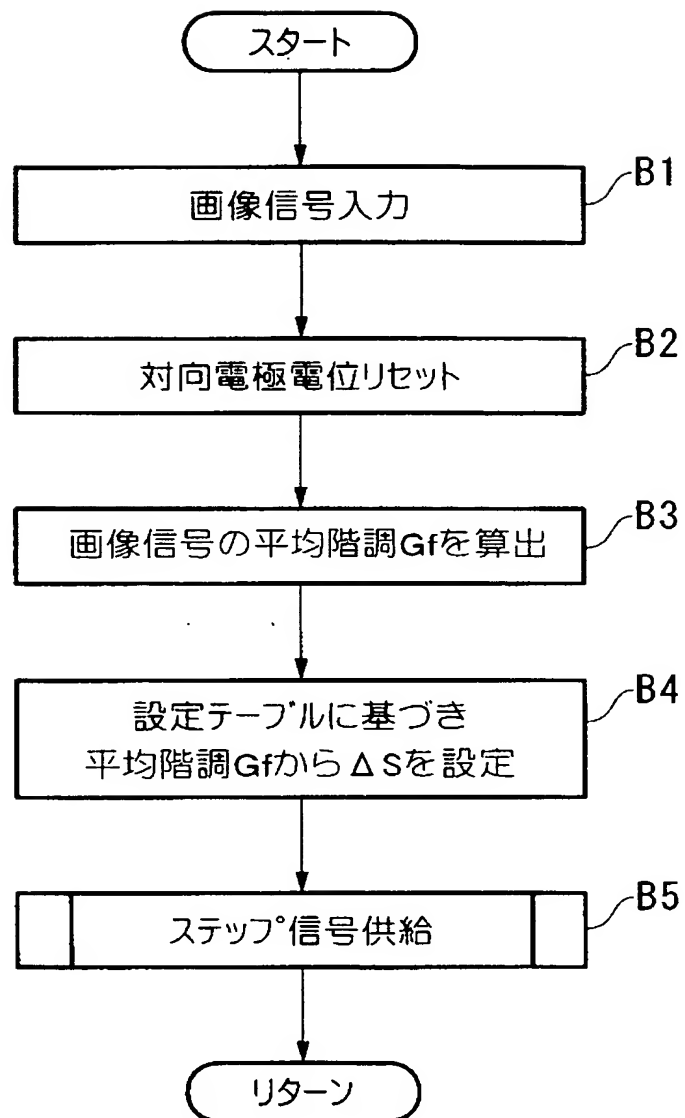 スタート
B1
画像信号入力
B2
対向電極電位リセット
B3
画像信号の平均階調Gfを算出
B4
設定テーブルに基づき
平均階調GfからΔSを設定
B5
ステップ信号供給
リターン